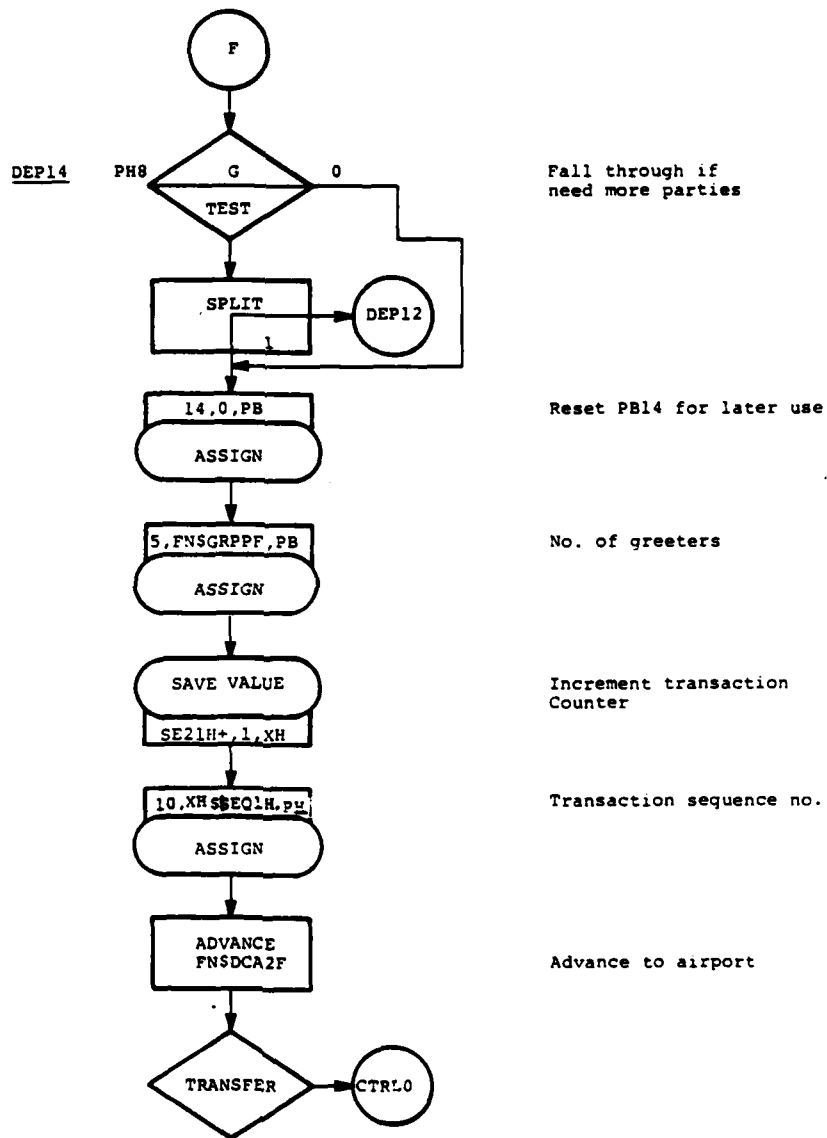 F
DEP14 PH8 G 0
TEST
Fall through if
need more parties
SPLIT
DEP12
1
14,0,PB
ASSIGN
Reset PB14 for later use
5,FN$GRPPF,PB
ASSIGN
No. of greeters
SAVE VALUE
SE21H+,1,XH
Increment transaction
Counter
10,XH$SEQ1H,PH
ASSIGN
Transaction sequence no.
ADVANCE
FN$DCA2F
Advance to airport
TRANSFER
CTRL0